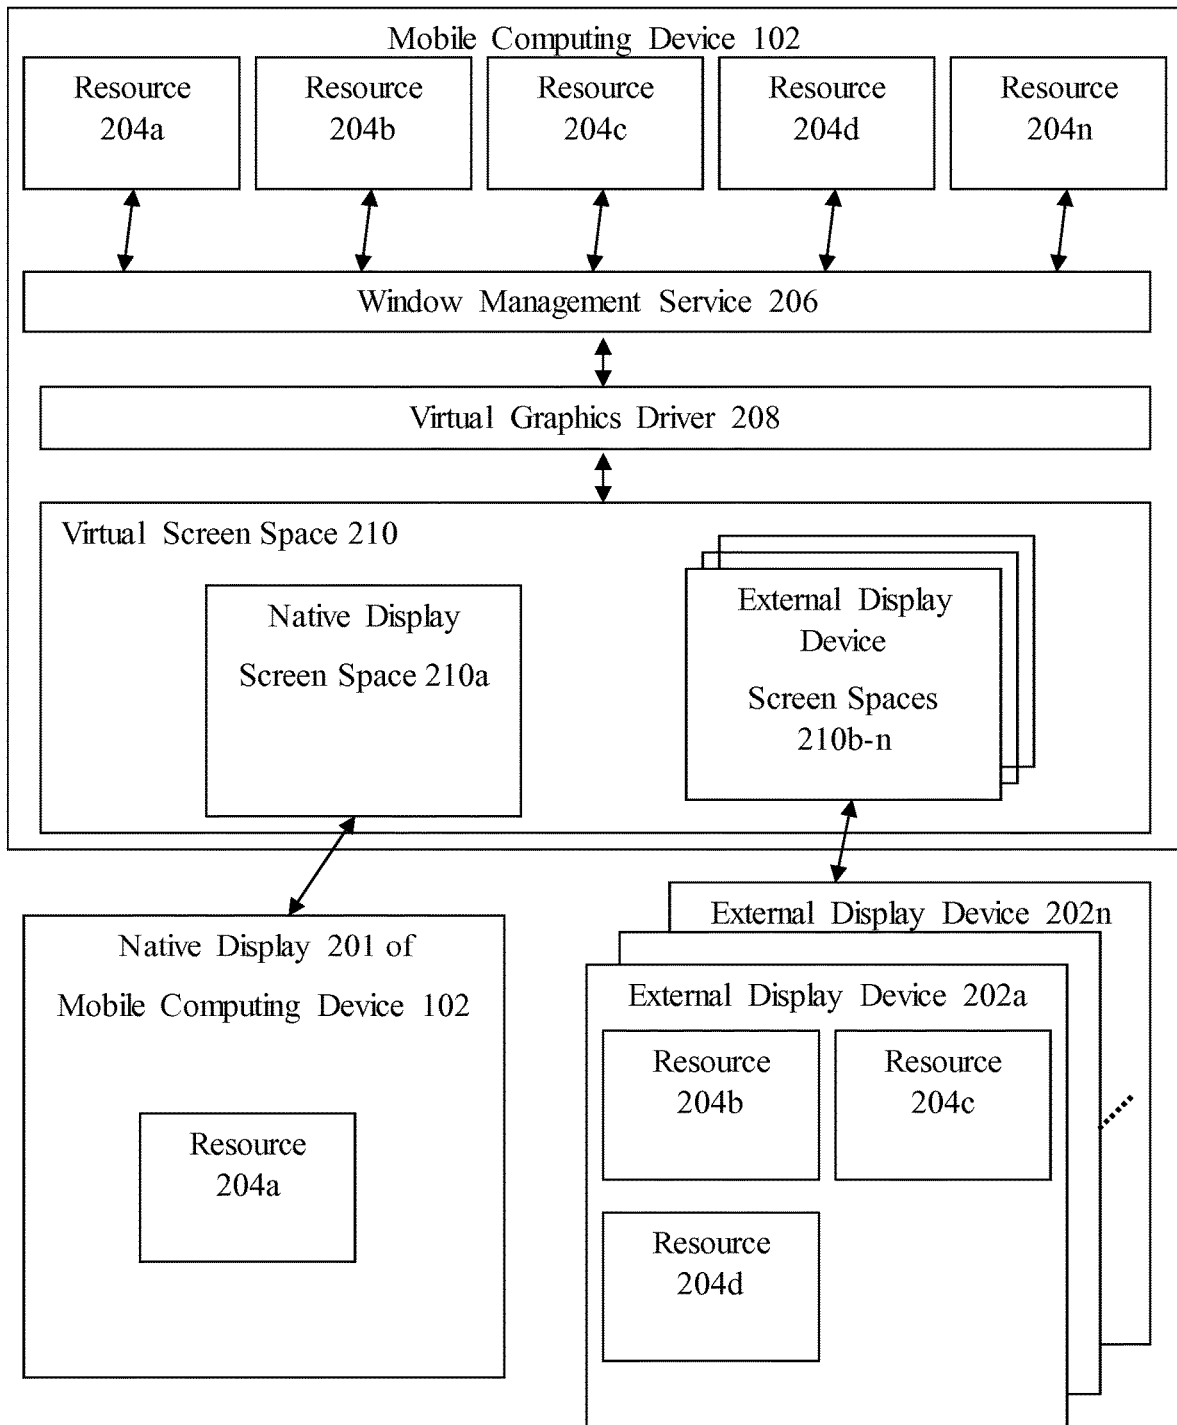 Mobile Computing Device 102
Resource
204a
Resource
204b
Resource
204c
Resource
204d
Resource
204n
Window Management Service 206
Virtual Graphics Driver 208
Virtual Screen Space 210
Native Display
Screen Space 210a
External Display
Device
Screen Spaces
210b-n
Native Display 201 of
Mobile Computing Device 102
Resource
204a
External Display Device 202n
External Display Device 202a
Resource
204b
Resource
204c
Resource
204d